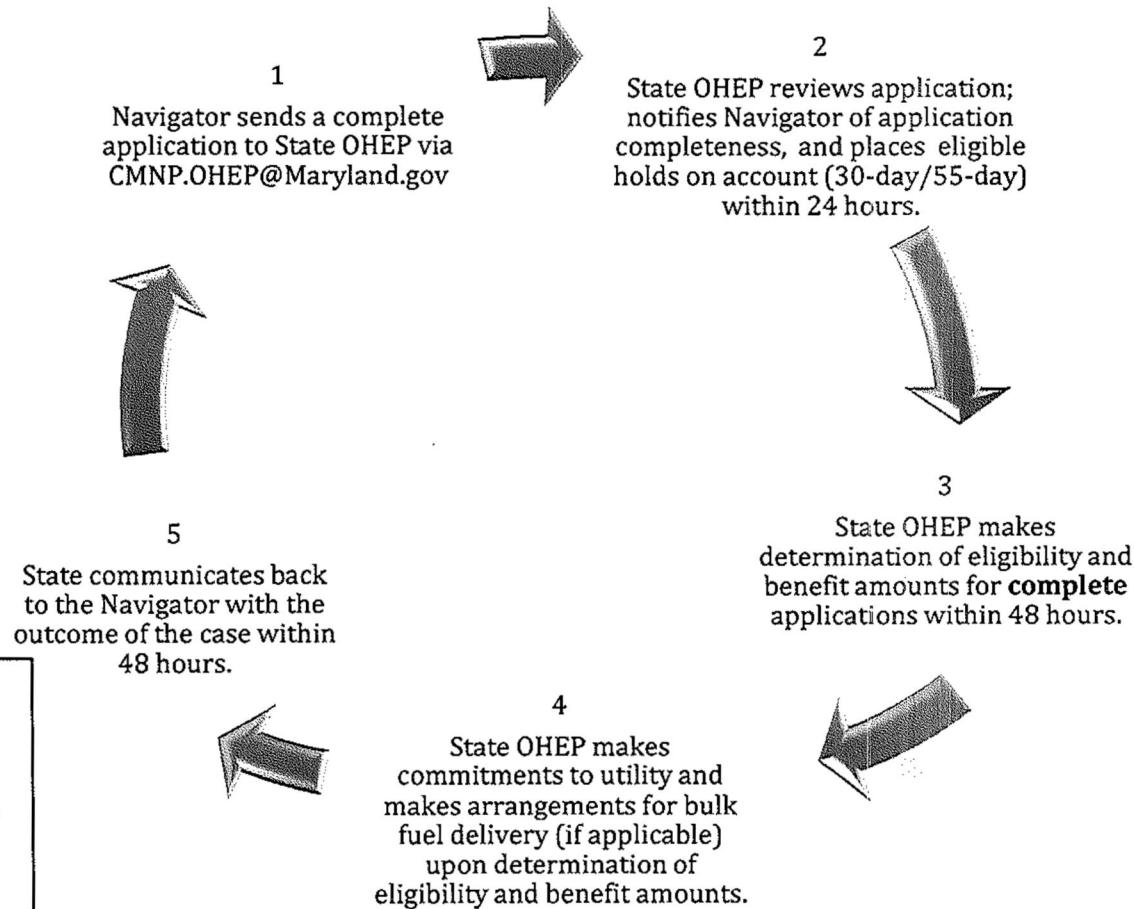 1
Navigator sends a complete
application to State OHEP via
CMNP.OHEP@Maryland.gov
2
State OHEP reviews application;
notifies Navigator of application
completeness, and places eligible
holds on account (30-day/55-day)
within 24 hours.
3
State OHEP makes
determination of eligibility and
benefit amounts for complete
applications within 48 hours.
4
State OHEP makes
commitments to utility and
makes arrangements for bulk
fuel delivery (if applicable)
upon determination of
eligibility and benefit amounts.
5
State communicates back
to the Navigator with the
outcome of the case within
48 hours.